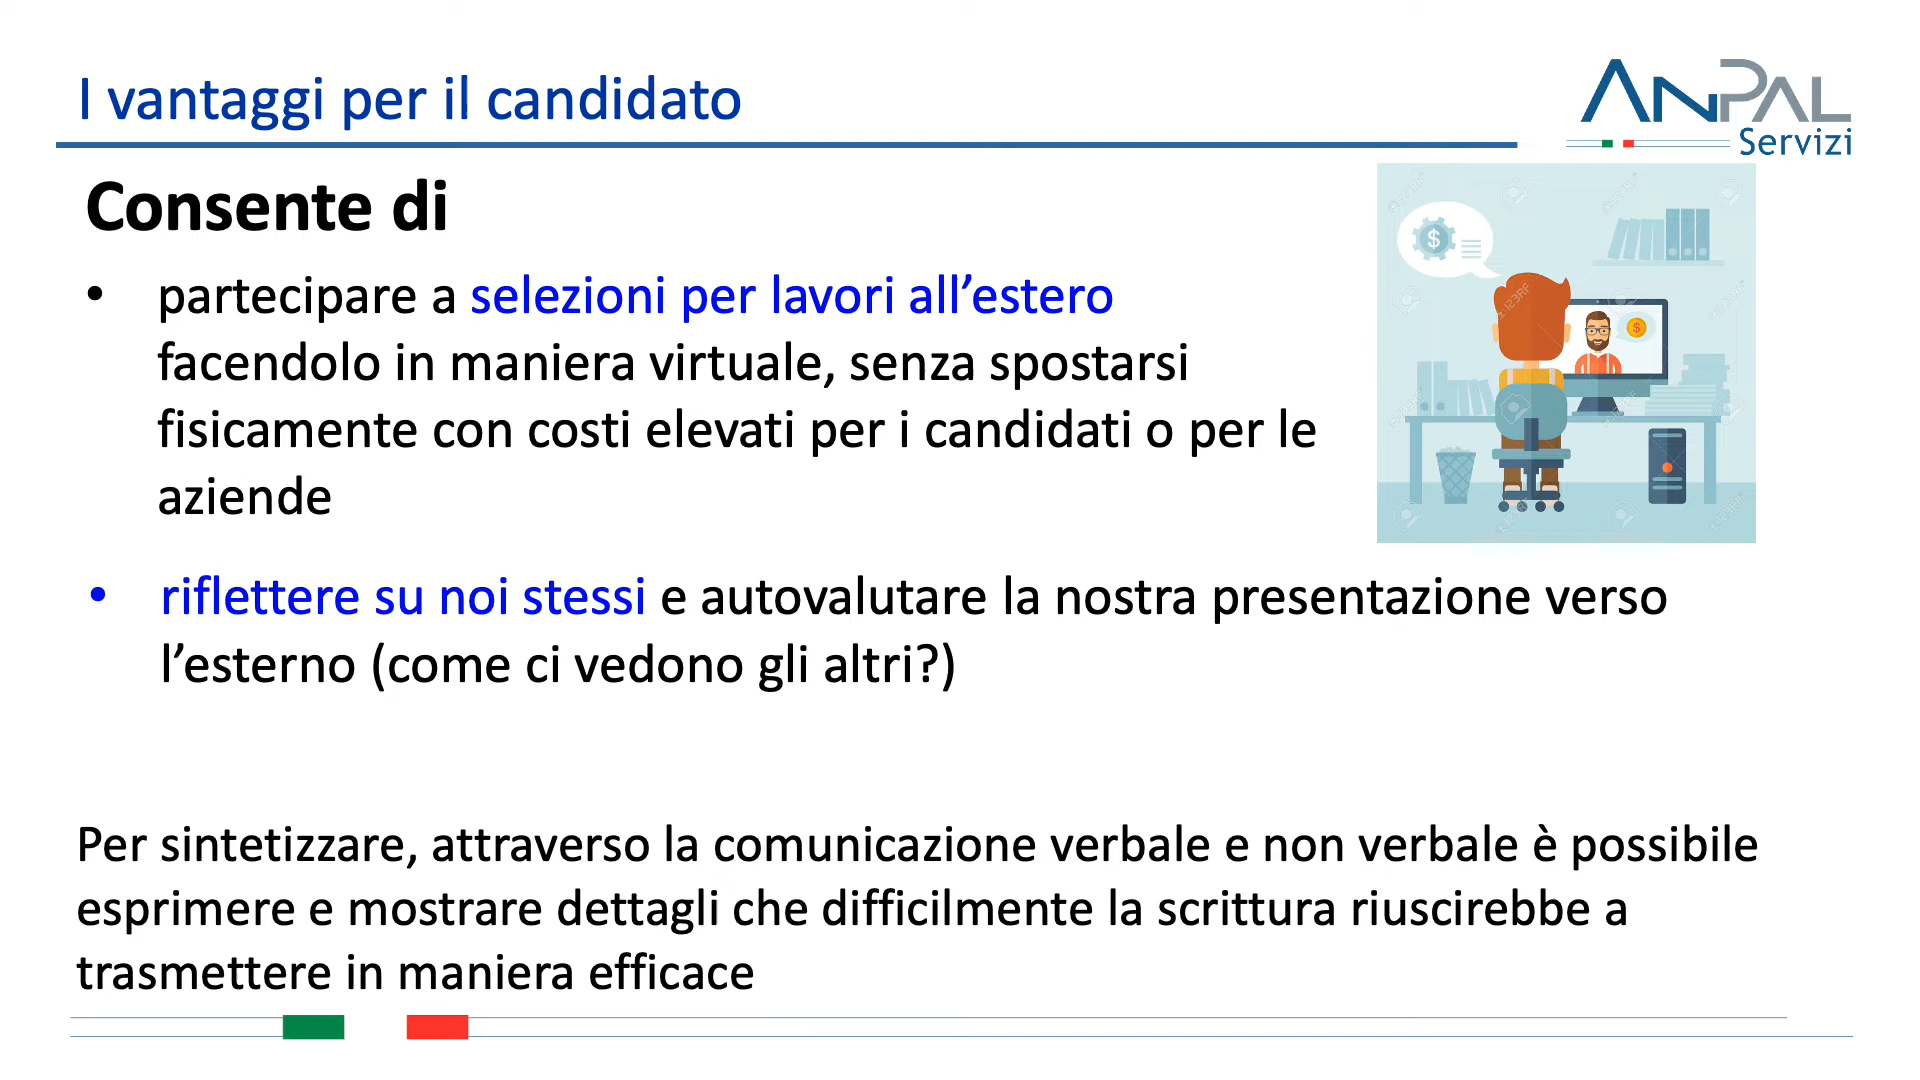 I vantaggi per il candidato
ANPAL
Servizi
Consente di
• partecipare a selezioni per lavori all’estero
facendolo in maniera virtuale, senza spostarsi
fisicamente con costi elevati per i candidati o per le
aziende
• riflettere su noi stessi e autovalutare la nostra presentazione verso
l’esterno (come ci vedono gli altri?)
Per sintetizzare, attraverso la comunicazione verbale e non verbale è possibile
esprimere e mostrare dettagli che difficilmente la scrittura riuscirebbe a
trasmettere in maniera efficace